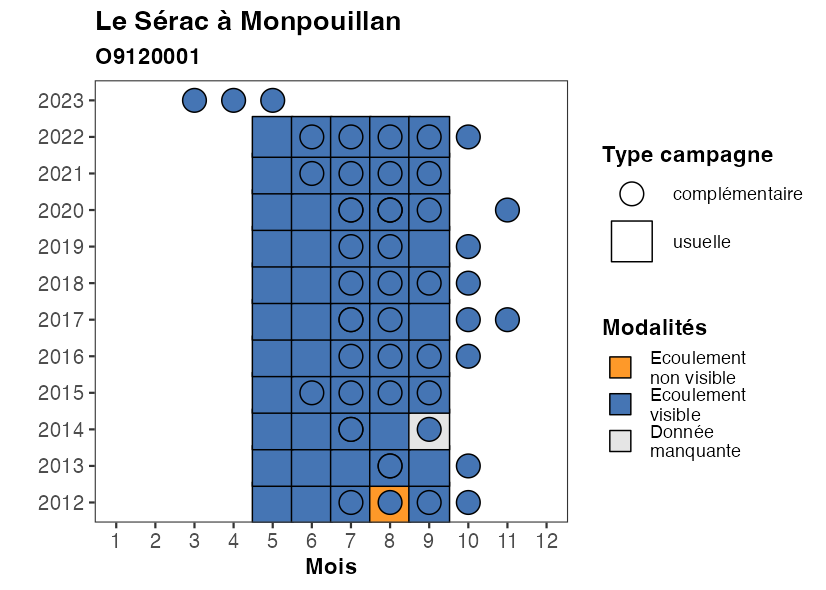 Le Sérac à Monpouillan
O9120001
2023
2022
2021
2020
2019
2018
2017
2016
2015
2014
2013
2012
1 2 3 4 5 6 7 8 9 10 11 12
Mois
Type campagne
complémentaire
usuelle
Modalités
Ecoulement
non visible
Ecoulement
visible
Donnée
manquante